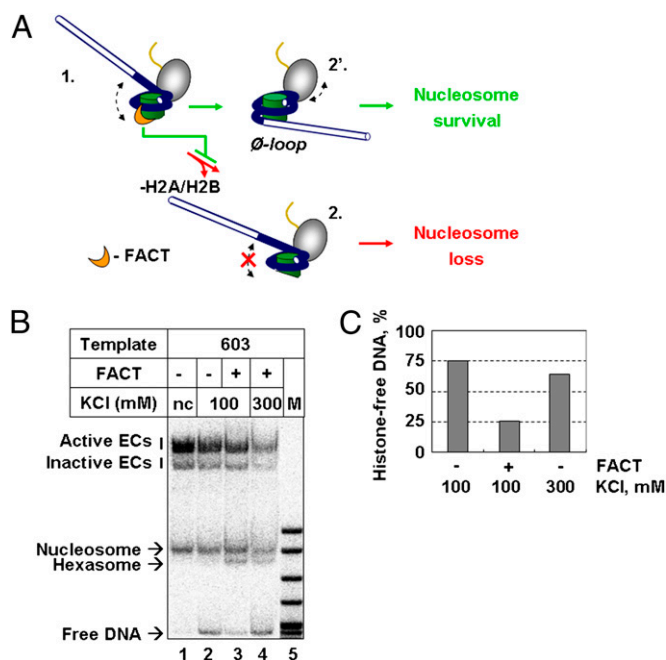 A
1.
2'.
Nucleosome
survival
Ø-loop
-H2A/H2B
2.
- FACT
Nucleosome
loss
B
Template 603
FACT - - + +
KCl (mM) nc 100 300 M
Active ECs
Inactive ECs
Nucleosome
Hexasome
Free DNA
1 2 3 4 5
C
Histone-free DNA, %
100
75
50
25
0
- + - FACT
100 100 300 KCl, mM